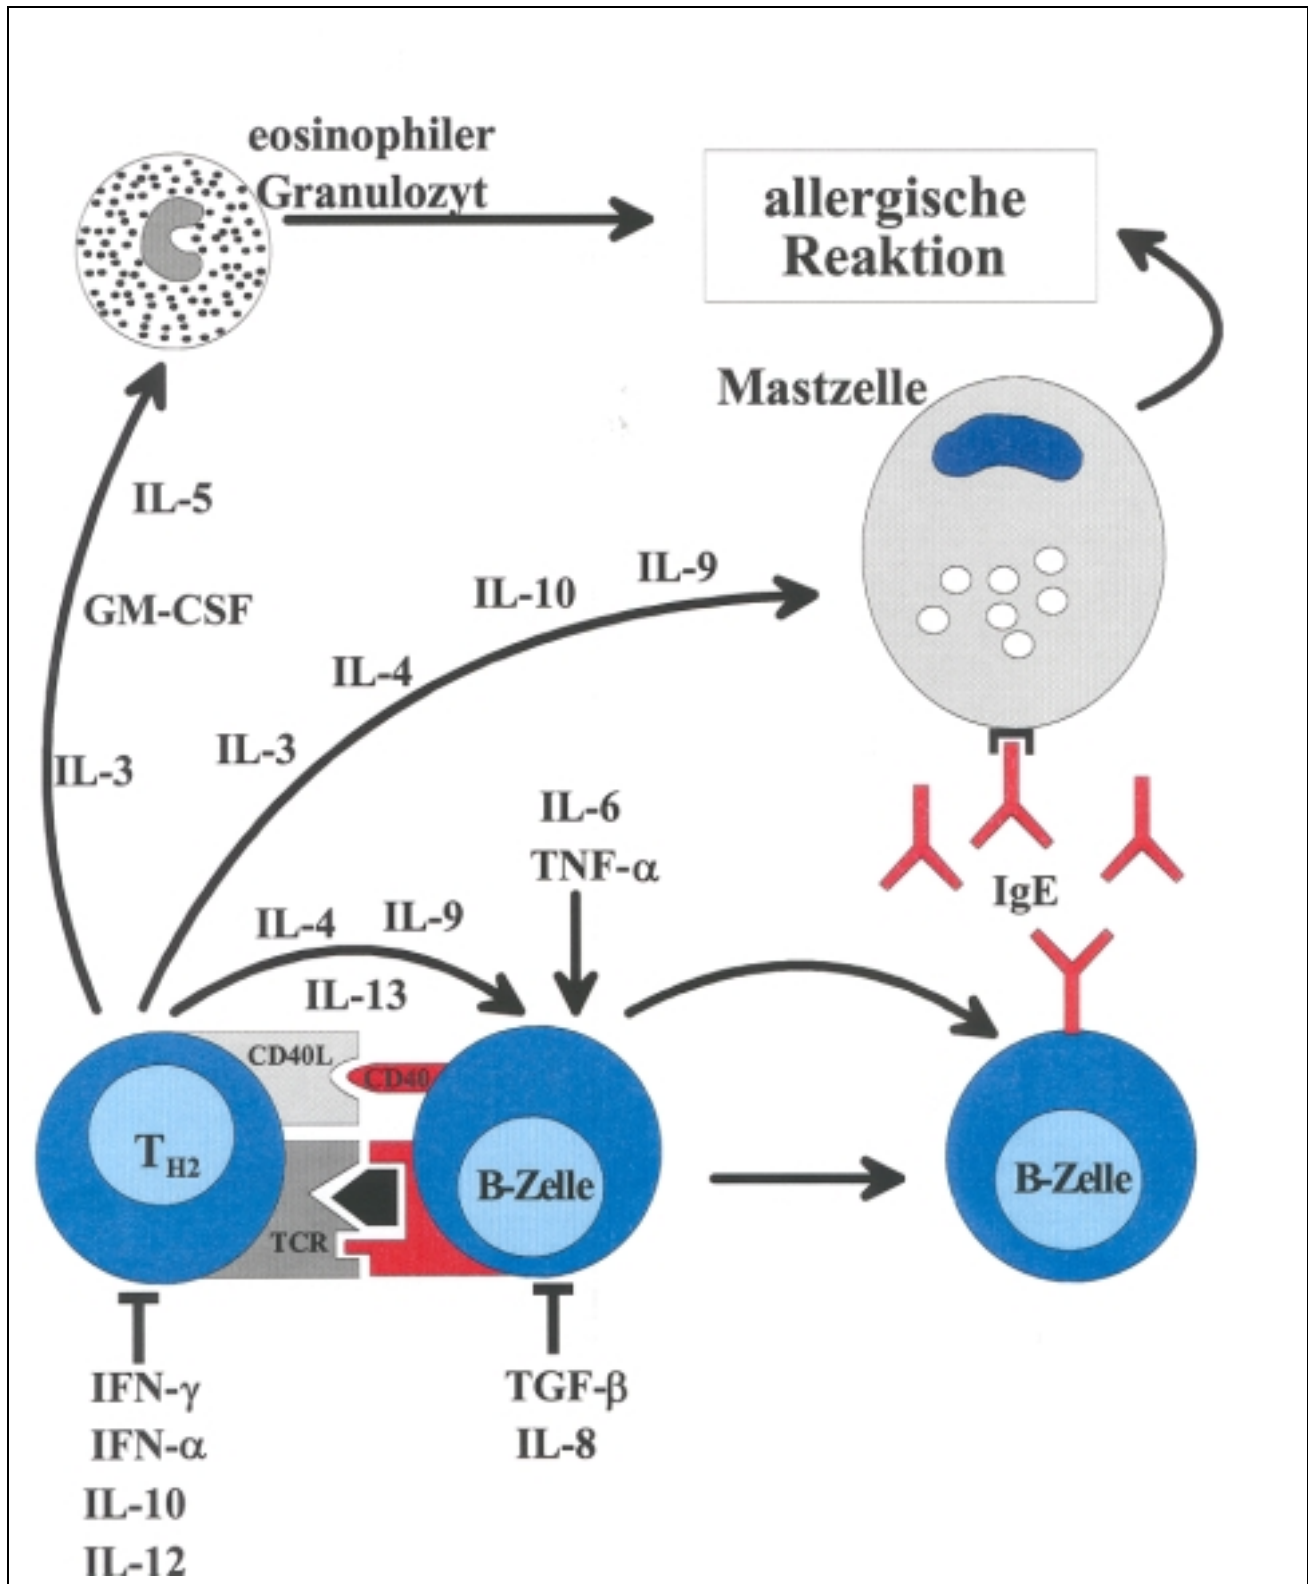 eosinophiler
Granulozyt
allergische
Reaktion
Mastzelle
IL-5
IL-9
IL-10
GM-CSF
IL-4
IL-3
IL-3
IL-6
TNF-α
IgE
IL-4
IL-9
IL-13
CD40L
CD40
TH2
B-Zelle
B-Zelle
TCR
IFN-γ
TGF-β
IFN-α
IL-8
IL-10
IL-12